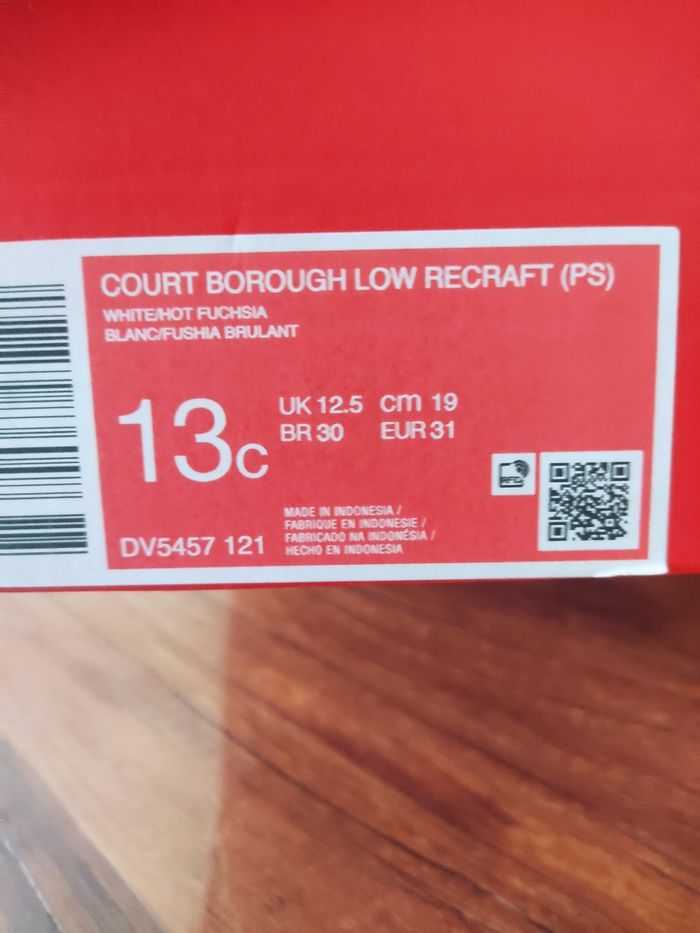 COURT BOROUGH LOW RECRAFT (PS)
WHITE/HOT FUCHSIA
BLANC/FUSHIA BRULANT
13C
UK 12.5 cm 19
BR 30 EUR 31
RFID
DV5457 121
MADE IN INDONESIA /
FABRIQUE EN INDONESIE /
FABRICADO NA INDONÉSIA /
HECHO EN INDONESIA